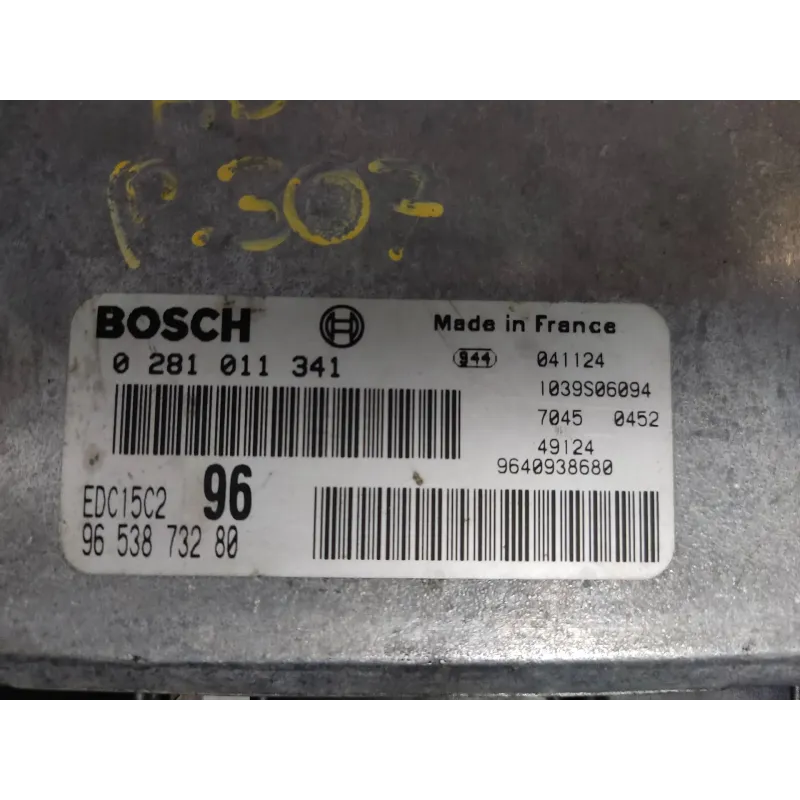 P.307
BOSCH Made in France
0 281 011 341 944 041124
1039S06094
7045 0452
49124
9640938680
EDC15C2 96
96 538 732 80